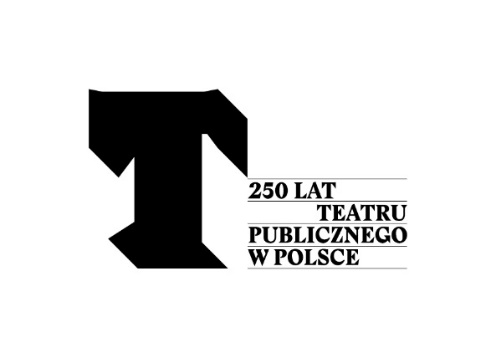 T
250 LAT
TEATRU
PUBLICZNEGO
W POLSCE